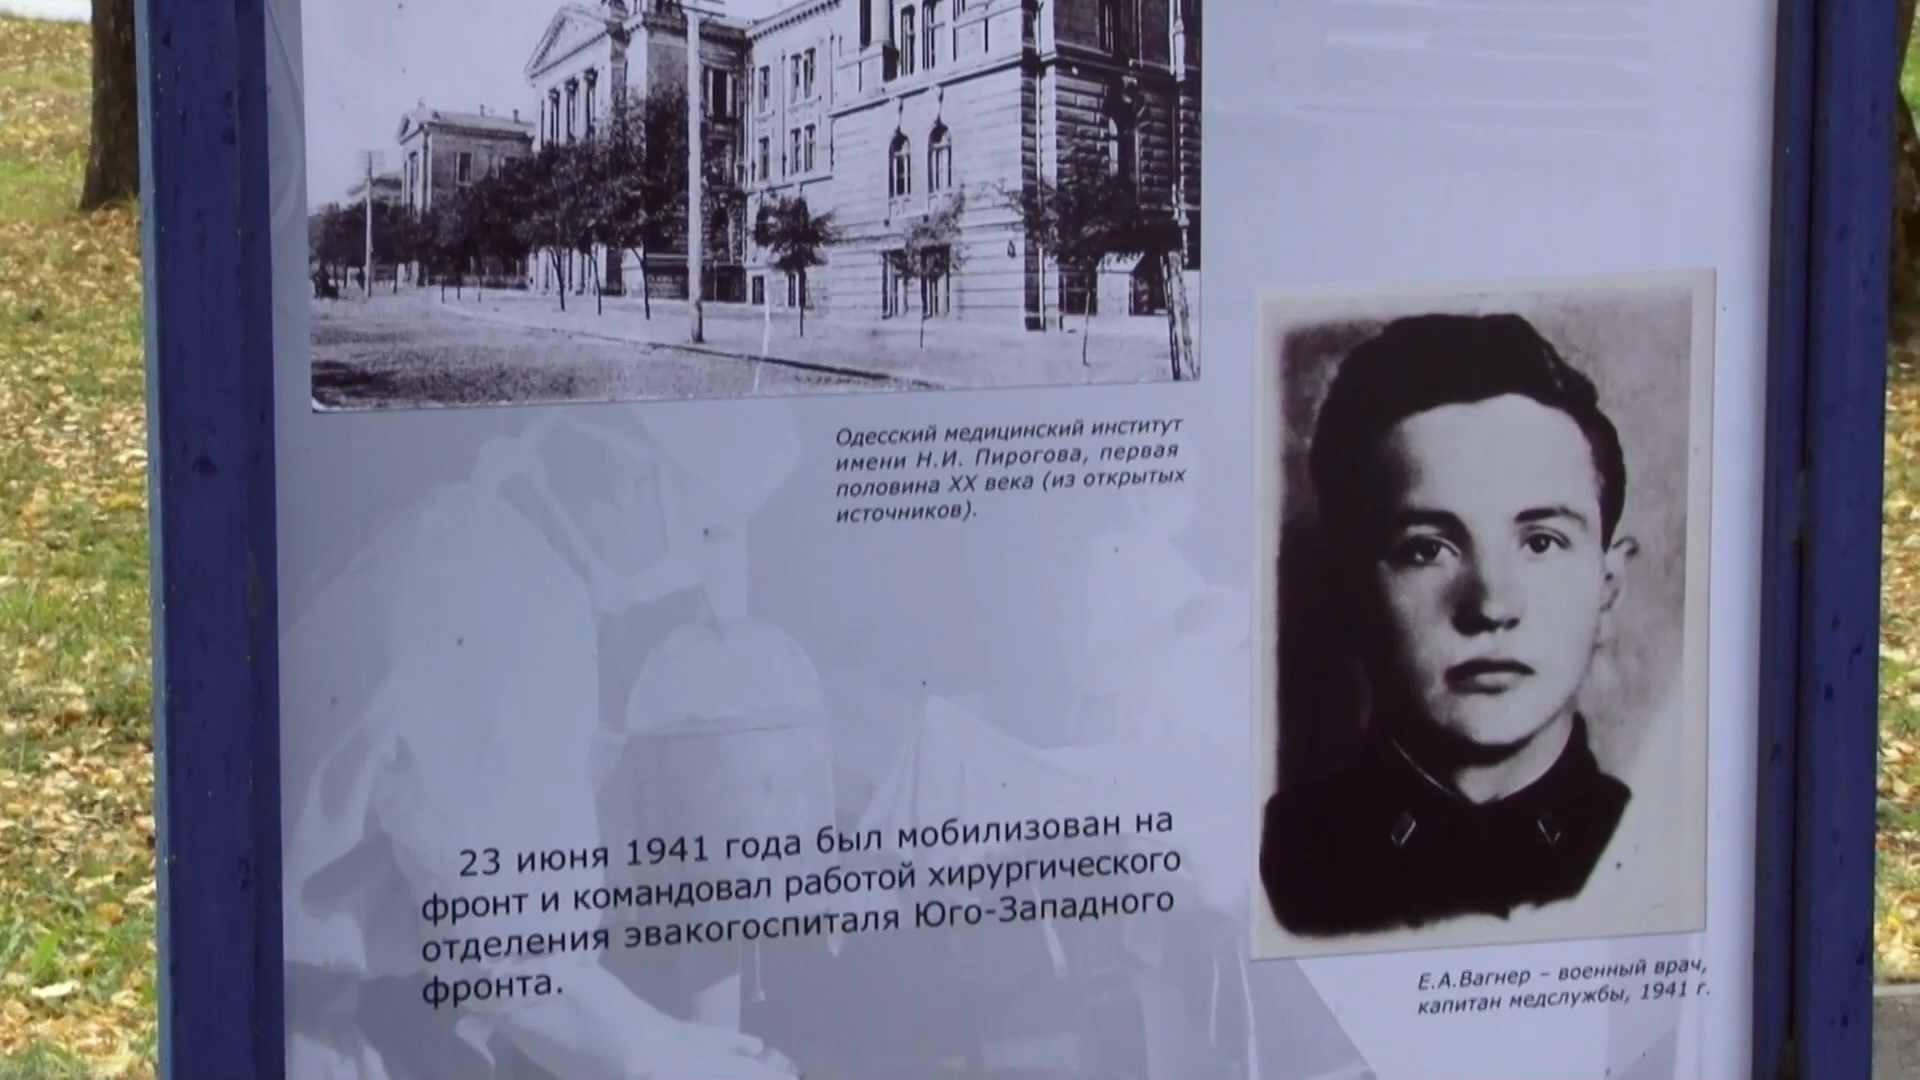 Одесский медицинский институт
имени Н.И. Пирогова, первая
половина XX века (из открытых
источников).
23 июня 1941 года был мобилизован на
фронт и командовал работой хирургического
отделения эвакогоспиталя Юго-Западного
фронта.
Е.А.Вагнер – военный врач,
капитан медслужбы, 1941 г.